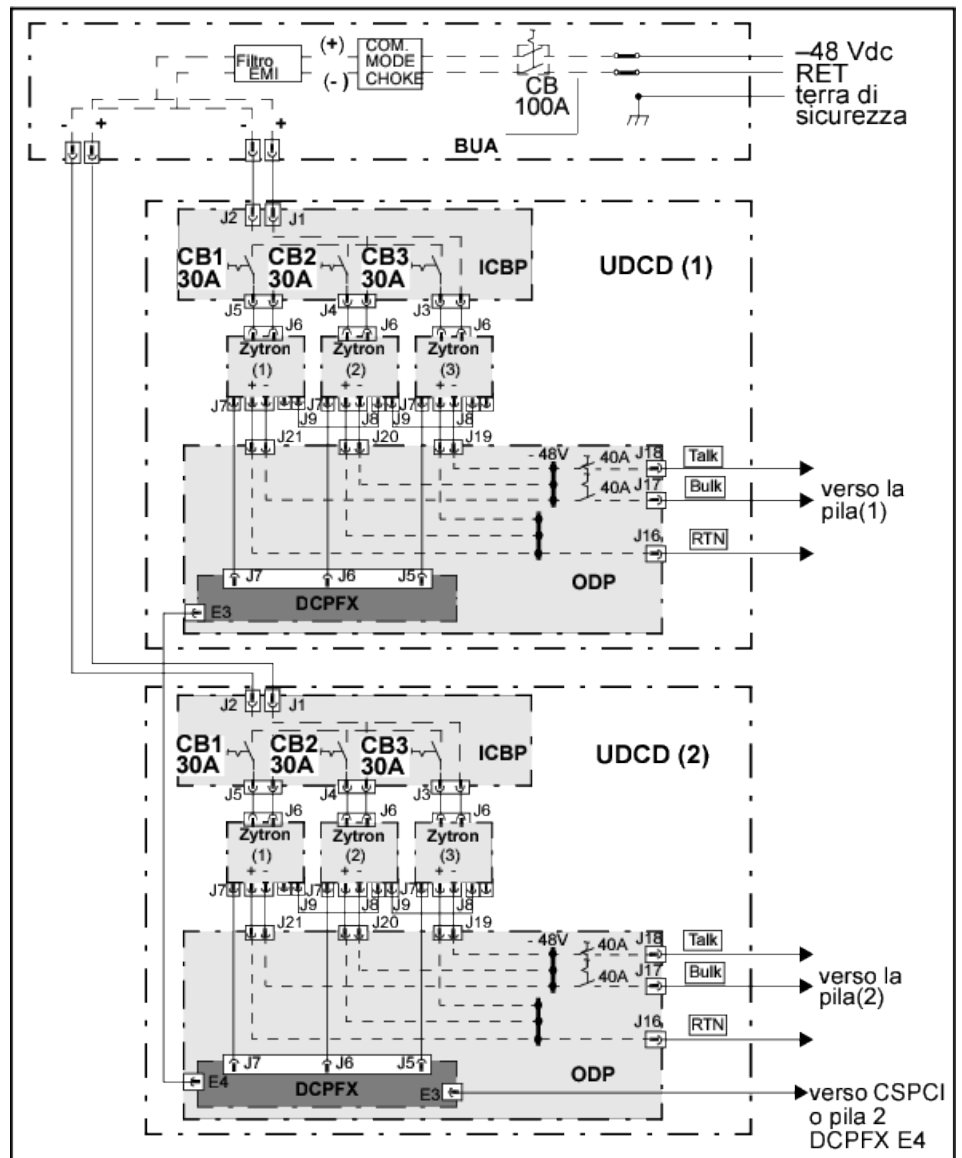 Filtro
EMI
(+)
(-)
COM.
MODE
CHOKE
CB
100A
–48 Vdc
RET
terra di
sicurezza
BUA
- +
- +
J2 J1
CB1
30A
CB2
30A
CB3
30A
ICBP
UDCD (1)
J5 J4 J3
J6 J6 J6
Zytron
(1)
+ -
Zytron
(2)
+ -
Zytron
(3)
+ -
J7 J9 J7 J8 J9 J7 J8
J21 J20 J19
- 48V
40A J18 Talk
40A J17 Bulk
verso la
pila(1)
J16 RTN
J7 J6 J5
ODP
DCPFX
E3
J2 J1
CB1
30A
CB2
30A
CB3
30A
ICBP
UDCD (2)
J5 J4 J3
J6 J6 J6
Zytron
(1)
+ -
Zytron
(2)
+ -
Zytron
(3)
+ -
J7 J9 J7 J8 J9 J7 J8
J21 J20 J19
- 48V
40A J18 Talk
40A J17 Bulk
verso la
pila(2)
J16 RTN
J7 J6 J5
ODP
E4 DCPFX E3
verso CSPCI
o pila 2
DCPFX E4